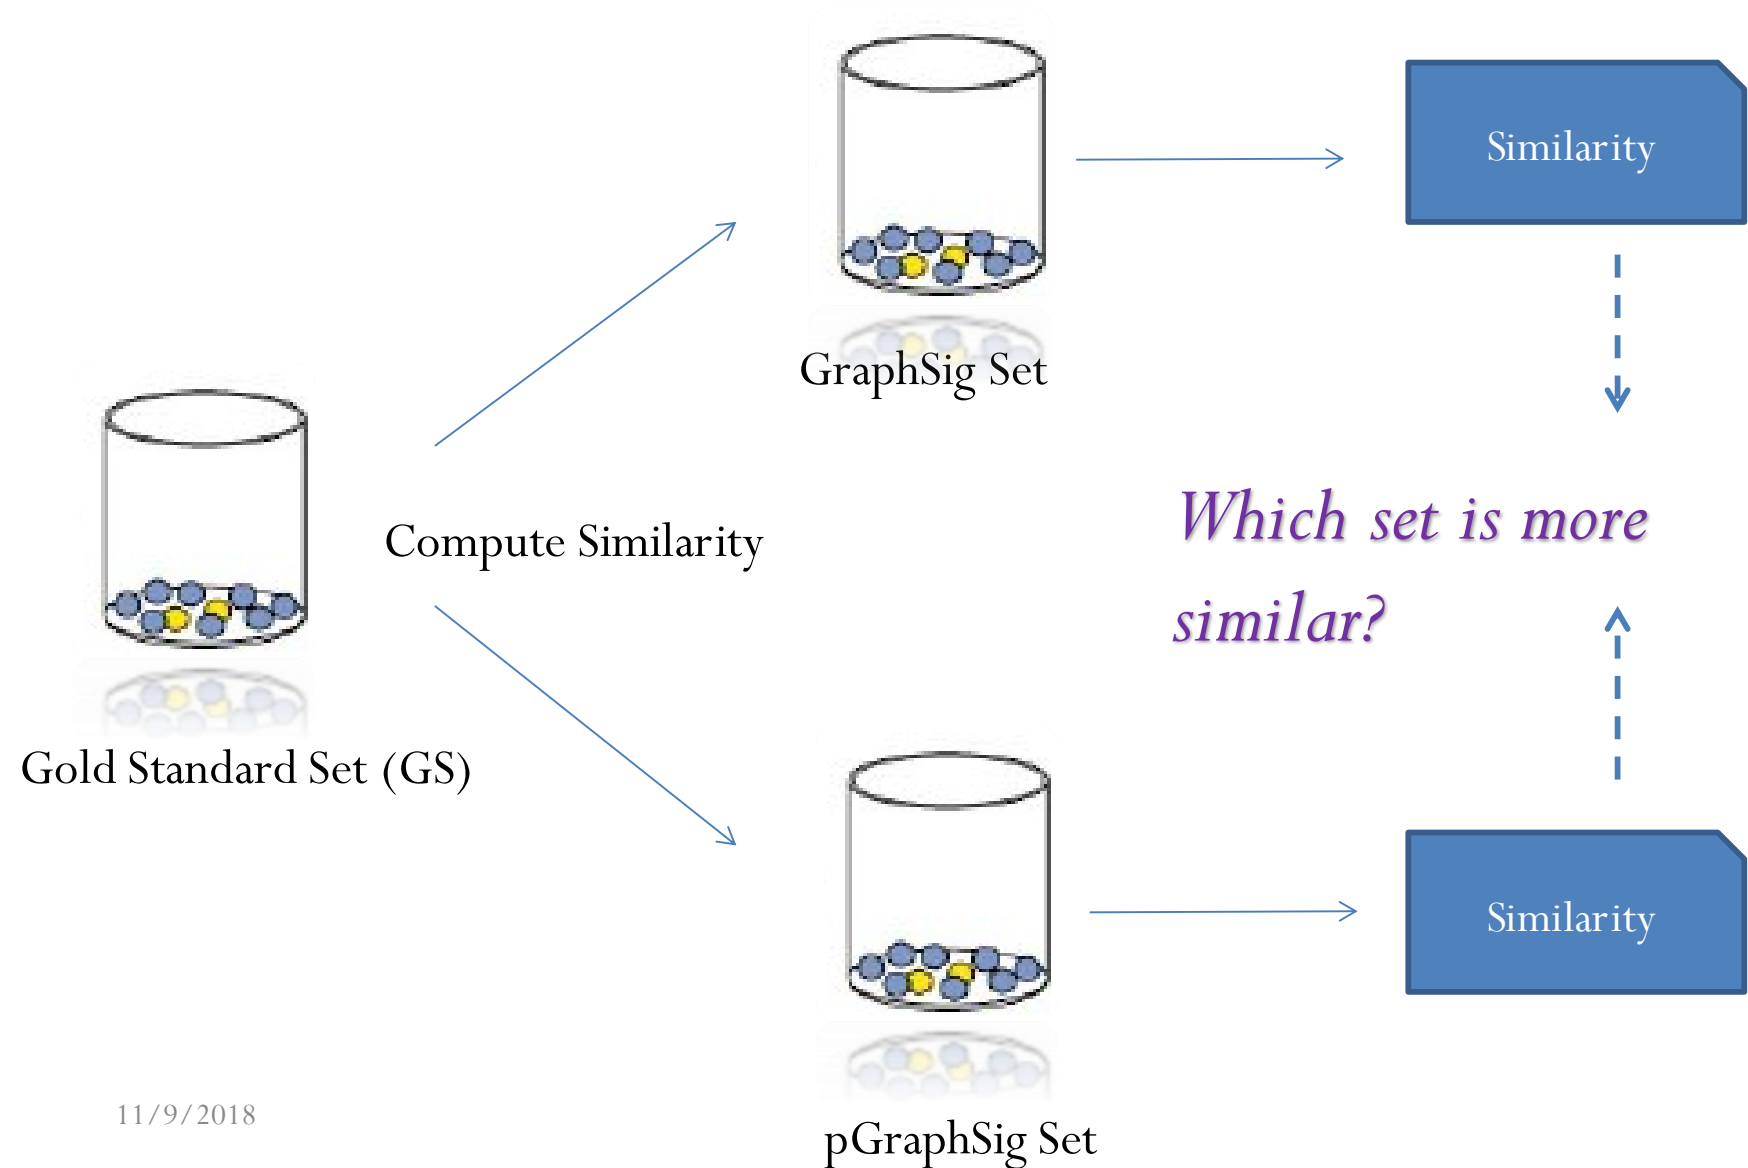 Similarity
GraphSig Set
Compute Similarity
Which set is more
similar?
Gold Standard Set (GS)
Similarity
11/9/2018
pGraphSig Set